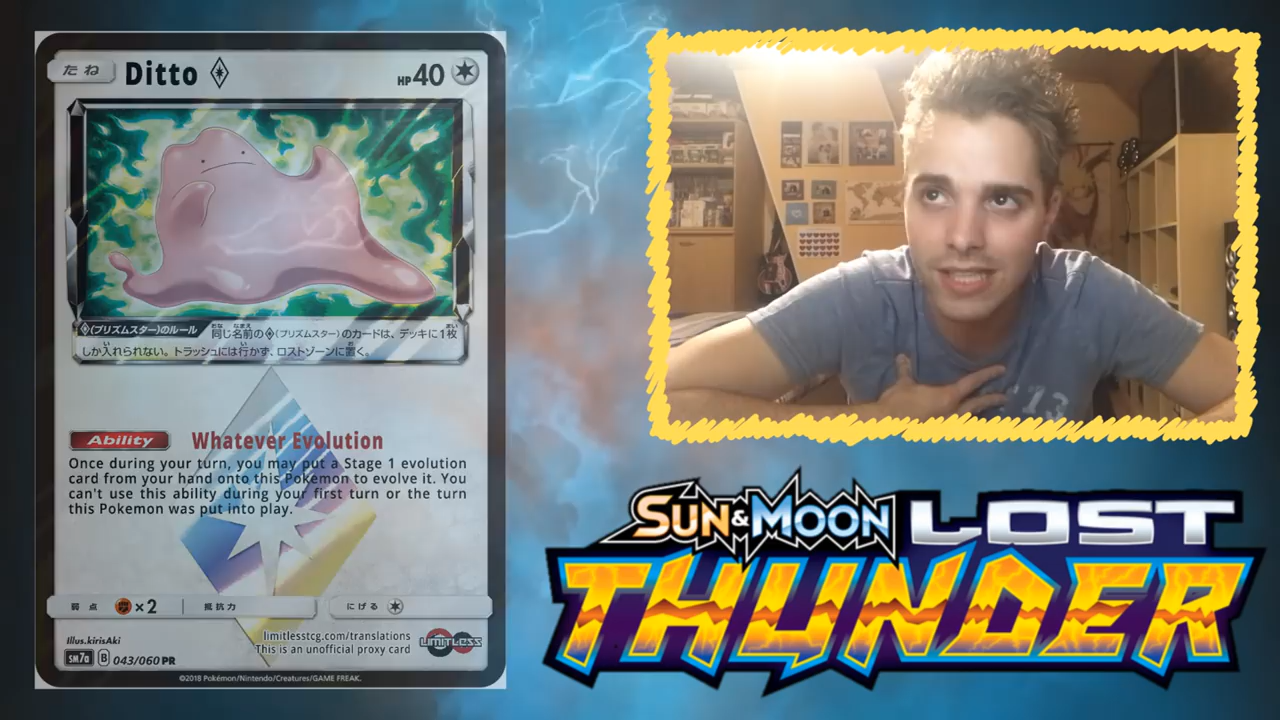 たね Ditto ◇ HP 40
◇(プリズムスター)のルール 同じ名前の◇(プリズムスター)のカードは、デッキに1枚
しか入れられない。トラッシュには行かず、ロストゾーンに置く。
Ability Whatever Evolution
Once during your turn, you may put a Stage 1 evolution
card from your hand onto this Pokemon to evolve it. You
can't use this ability during your first turn or the turn
this Pokemon was put into play.
弱点 ×2 抵抗力 にげる
Illus.kirisAki
limitlesstcg.com/translations
This is an unofficial proxy card
LIMITLESS
SM7a B 043/060 PR
©2018 Pokémon/Nintendo/Creatures/GAME FREAK.
13
SUN & MOON LOST
THUNDER